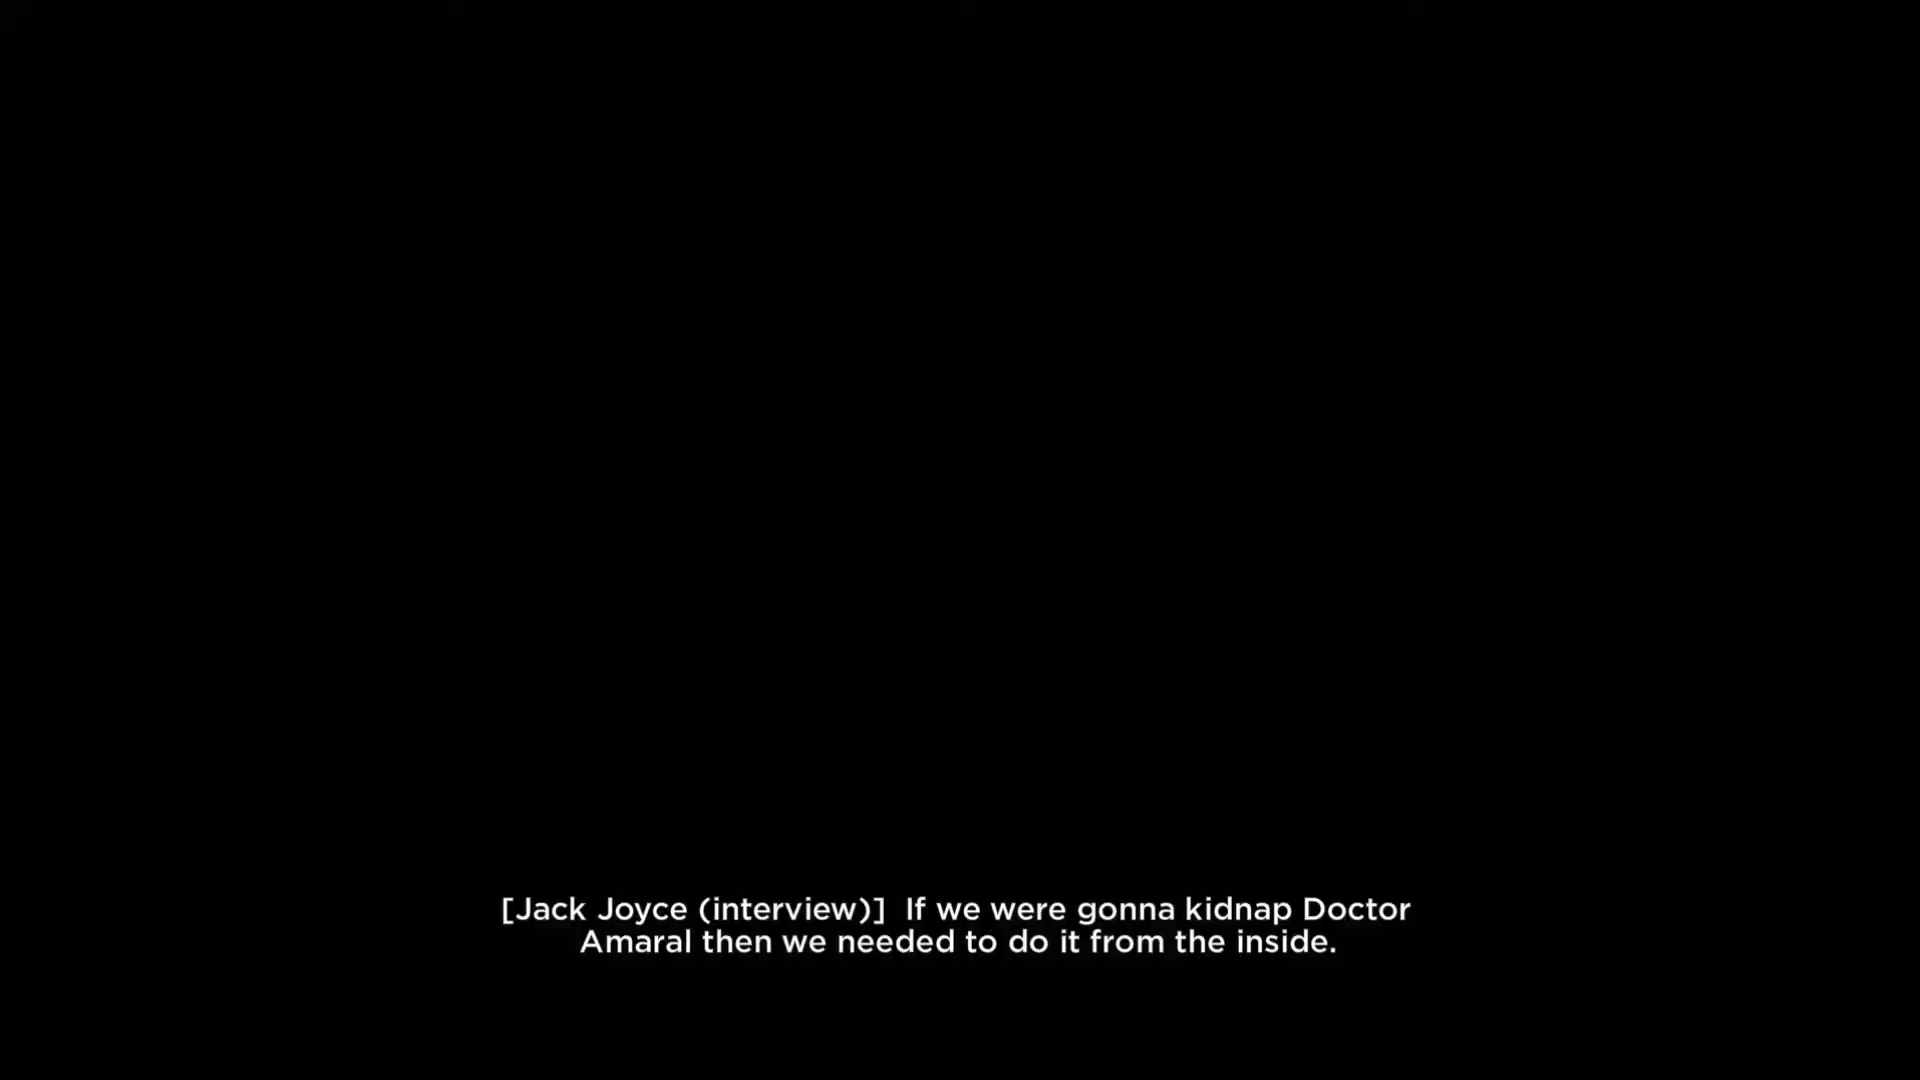 [Jack Joyce (interview)]  If we were gonna kidnap Doctor
Amaral then we needed to do it from the inside.